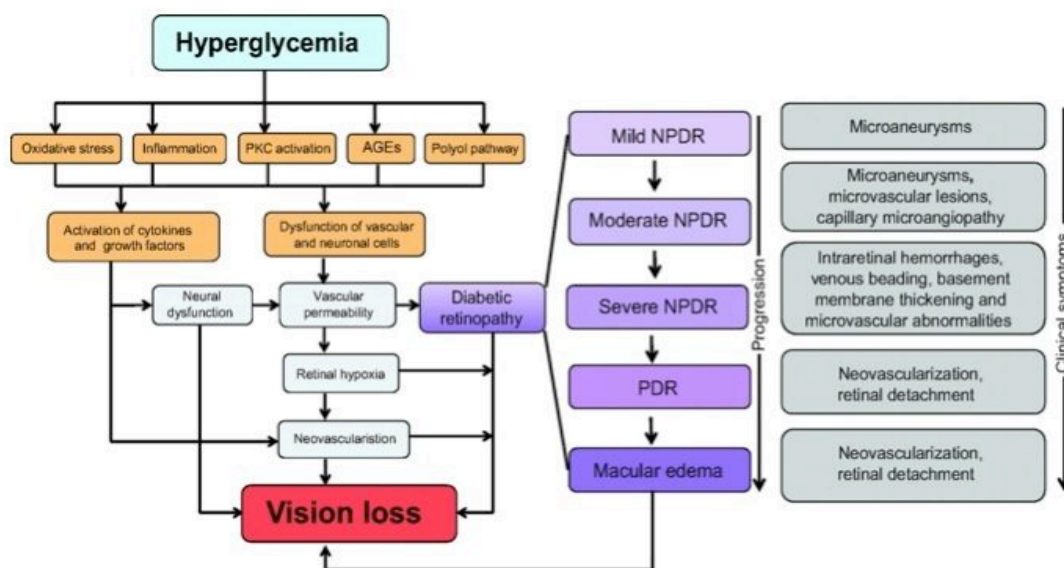 Hyperglycemia
Oxidative stress
Inflammation
PKC activation
AGEs
Polyol pathway
Activation of cytokines
and growth factors
Dysfunction of vascular
and neuronal cells
Neural
dysfunction
Vascular
permeability
Diabetic
retinopathy
Retinal hypoxia
Neovascularistion
Vision loss
Mild NPDR
Moderate NPDR
Severe NPDR
PDR
Macular edema
Progression
Microaneurysms
Microaneurysms,
microvascular lesions,
capillary microangiopathy
Intraretinal hemorrhages,
venous beading, basement
membrane thickening and
microvascular abnormalities
Neovascularization,
retinal detachment
Neovascularization,
retinal detachment
Clinical symptoms